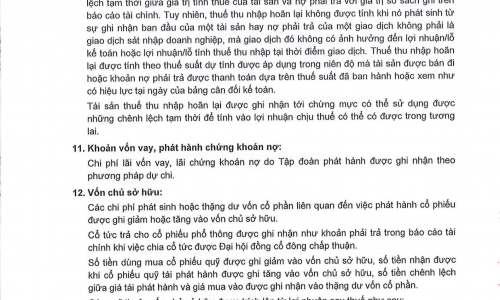 lệch tạm thời giữa giá trị tính thuế của tài sản và nợ phải trả với giá trị sổ sách ghi trên
báo cáo tài chính. Tuy nhiên, thuế thu nhập hoãn lại không được tính khi nó phát sinh từ
sự ghi nhận ban đầu của một tài sản hay nợ phải trả của một giao dịch không phải là
giao dịch sát nhập doanh nghiệp, mà giao dịch đó không có ảnh hưởng đến lợi nhuận/lỗ
kế toán hoặc lợi nhuận/lỗ tính thuế thu nhập tại thời điểm giao dịch. Thuế thu nhập hoãn
lại được tính theo thuế suất dự tính được áp dụng trong niên độ mà tài sản được bán đi
hoặc khoản nợ phải trả được thanh toán dựa trên thuế suất đã ban hành hoặc xem như
có hiệu lực tại ngày của bảng cân đối kế toán.
Tài sản thuế thu nhập hoãn lại được ghi nhận tới chừng mực có thể sử dụng được
những chênh lệch tạm thời để tính vào lợi nhuận chịu thuế có thể có được trong tương
lai.
11. Khoản vốn vay, phát hành chứng khoán nợ:
Chi phí lãi vốn vay, lãi chứng khoán nợ do Tập đoàn phát hành được ghi nhận theo
phương pháp dự chi.
12. Vốn chủ sở hữu:
Các chi phí phát sinh hoặc thặng dư vốn cổ phần liên quan đến việc phát hành cổ phiếu
được ghi giảm hoặc tăng vào vốn chủ sở hữu.
Cổ tức trả cho cổ phiếu phổ thông được ghi nhận như khoản phải trả trong báo cáo tài
chính khi việc chia cổ tức được Đại hội đồng cổ đông chấp thuận.
Số tiền dùng mua cổ phiếu quỹ được ghi giảm vào vốn chủ sở hữu, số tiền nhận được
khi cổ phiếu quỹ tái phát hành được ghi tăng vào vốn chủ sở hữu, số tiền chênh lệch
giữa giá tái phát hành và giá mua vào được ghi nhận vào thặng dư vốn cổ phần.